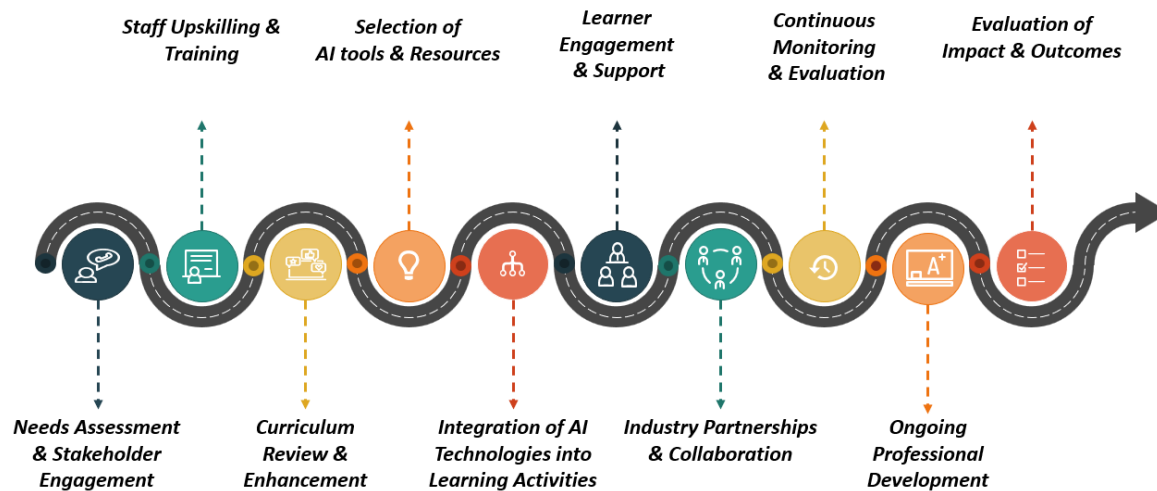 Staff Upskilling &
Training
Selection of
AI tools & Resources
Learner
Engagement
& Support
Continuous
Monitoring
& Evaluation
Evaluation of
Impact & Outcomes
A+
Needs Assessment
& Stakeholder
Engagement
Curriculum
Review &
Enhancement
Integration of AI
Technologies into
Learning Activities
Industry Partnerships
& Collaboration
Ongoing
Professional
Development